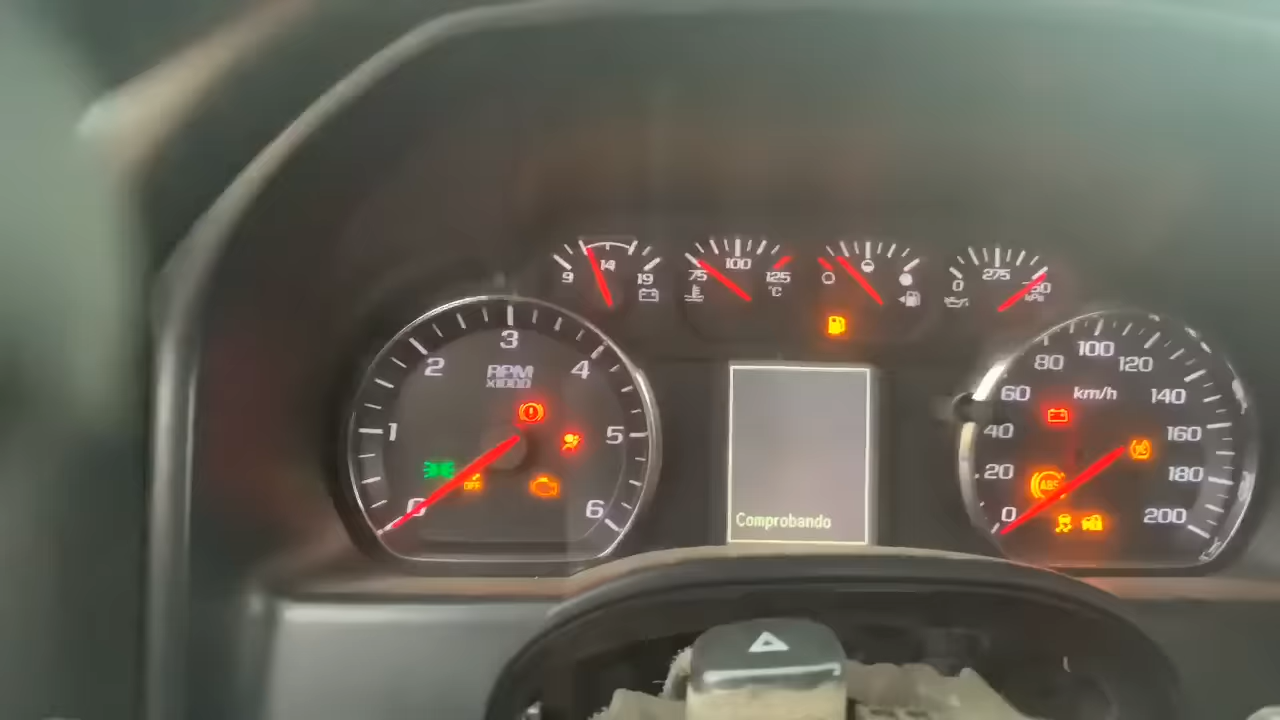 9 14 19
75 100 125
°C
0 275
kPa
3
2 4
RPM
x1000
1 5
OFF
0 6
80 100 120
60 km/h 140
40 160
20 180
ABS
0 200
Comprobando